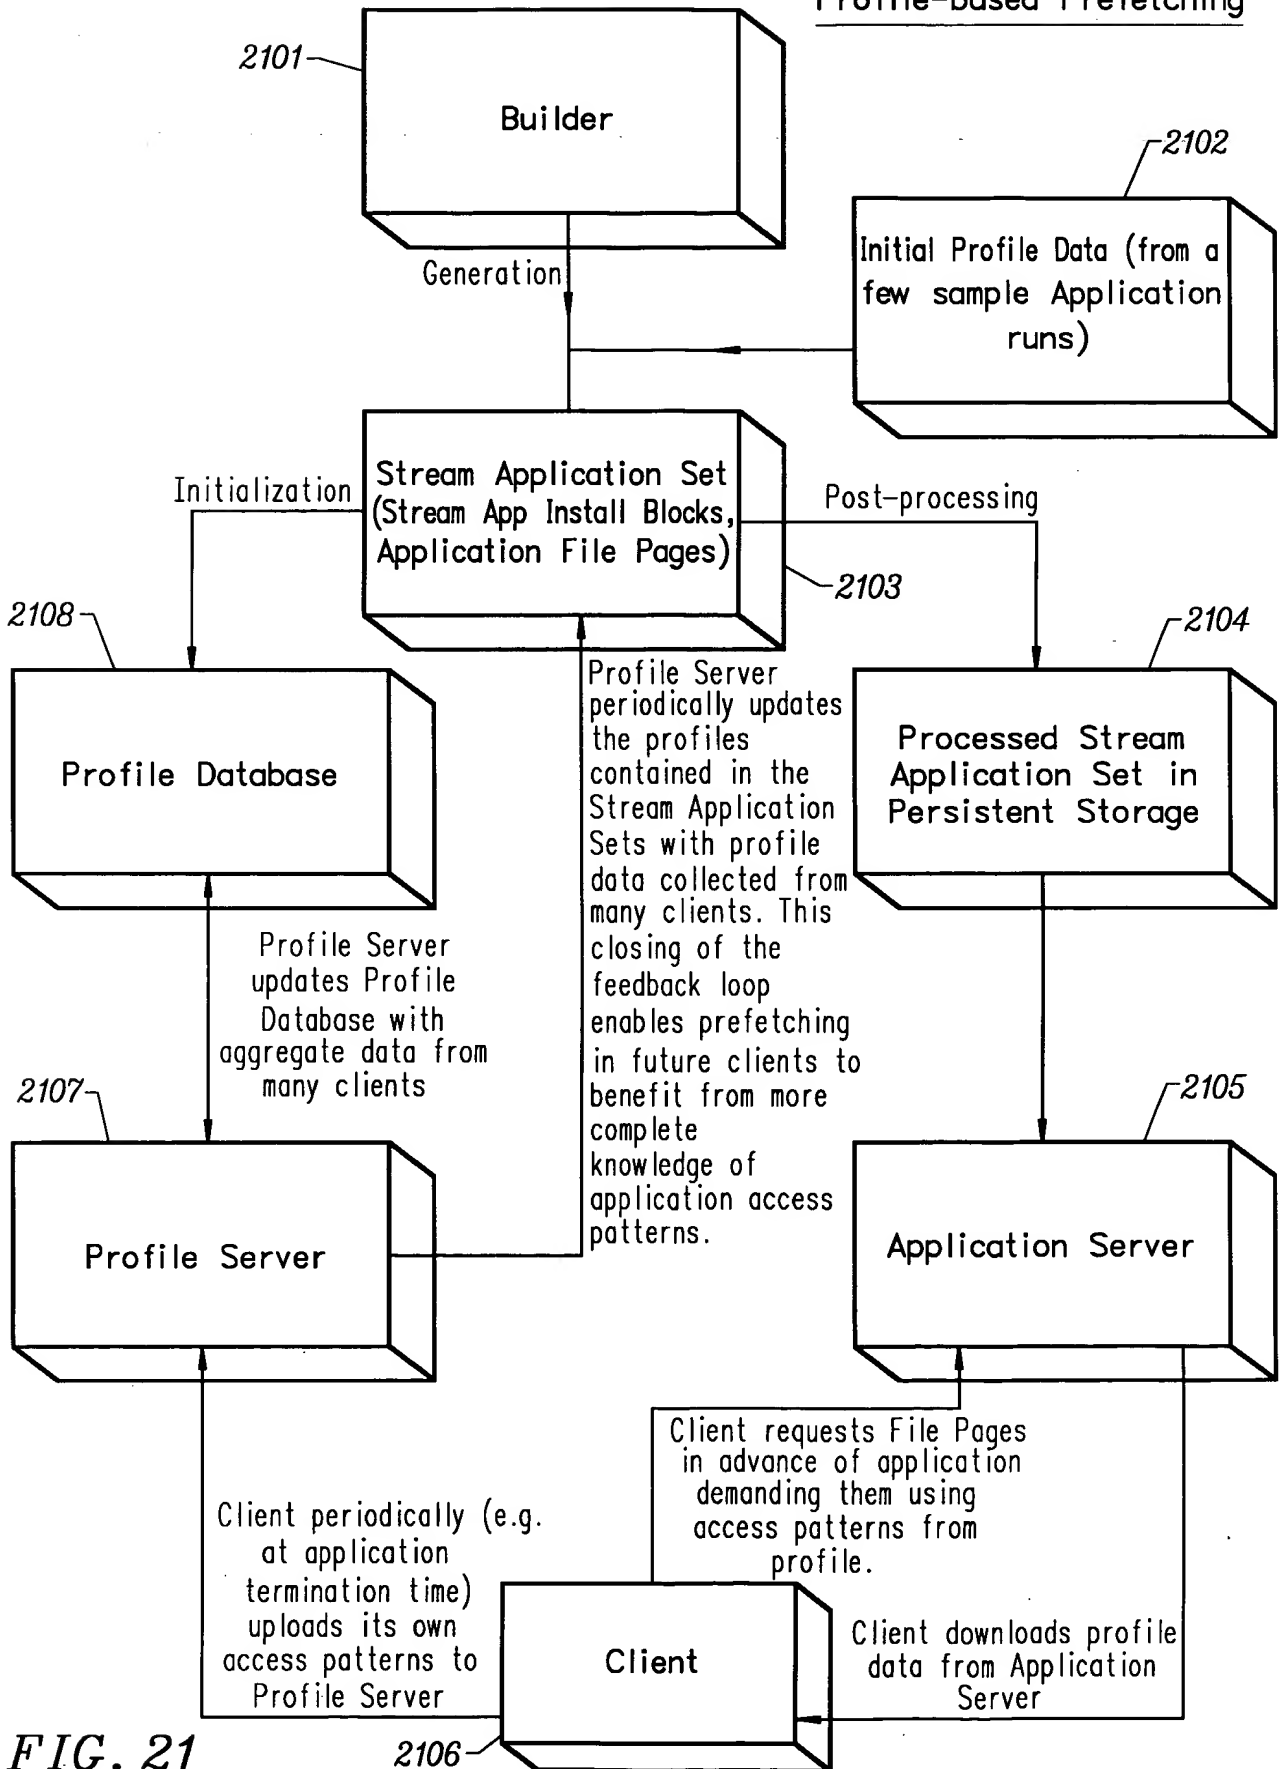 Profile-based Prefetching
2101
Builder
2102
Initial Profile Data (from a
few sample Application
runs)
Generation
Stream Application Set
(Stream App Install Blocks,
Application File Pages)
Initialization
Post-processing
2103
2108
2104
Profile Database
Profile Server
periodically updates
the profiles
contained in the
Stream Application
Sets with profile
data collected from
many clients. This
closing of the
feedback loop
enables prefetching
in future clients to
benefit from more
complete
knowledge of
application access
patterns.
Processed Stream
Application Set in
Persistent Storage
Profile Server
updates Profile
Database with
aggregate data from
many clients
2107
2105
Profile Server
Application Server
Client requests File Pages
in advance of application
demanding them using
access patterns from
profile.
Client periodically (e.g.
at application
termination time)
uploads its own
access patterns to
Profile Server
Client
Client downloads profile
data from Application
Server
2106
FIG. 21